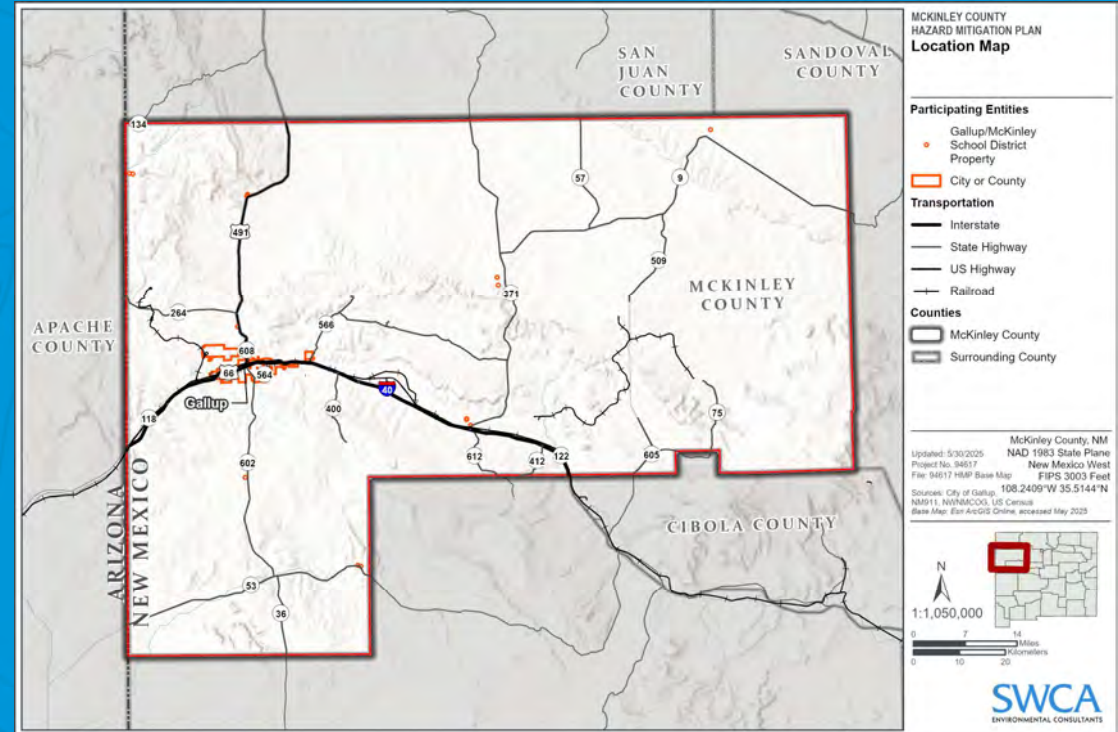 MCKINLEY COUNTY
HAZARD MITIGATION PLAN
Location Map
Participating Entities
Gallup/McKinley
School District
Property
City or County
Transportation
Interstate
State Highway
US Highway
Railroad
Counties
McKinley County
Surrounding County
McKinley County, NM
Updated: 5/30/2025
NAD 1983 State Plane
Project No. 94617
New Mexico West
File: 94617 HMP Base Map
FIPS 3003 Feet
Sources: City of Gallup,
108.2409°W 35.5144°N
NM911, NWNMCOG, US Census
Base Map: Esri ArcGIS Online, accessed May 2025
N
1:1,050,000
0 7 14
Miles
Kilometers
0 10 20
SWCA
ENVIRONMENTAL CONSULTANTS
SAN
JUAN
COUNTY
SANDOVAL
COUNTY
134
57
9
491
509
371
MCKINLEY
COUNTY
264
566
APACHE
COUNTY
608
66
564
Gallup
40
118
400
75
602
612
412
122
605
ARIZONA
NEW MEXICO
CIBOLA COUNTY
53
36